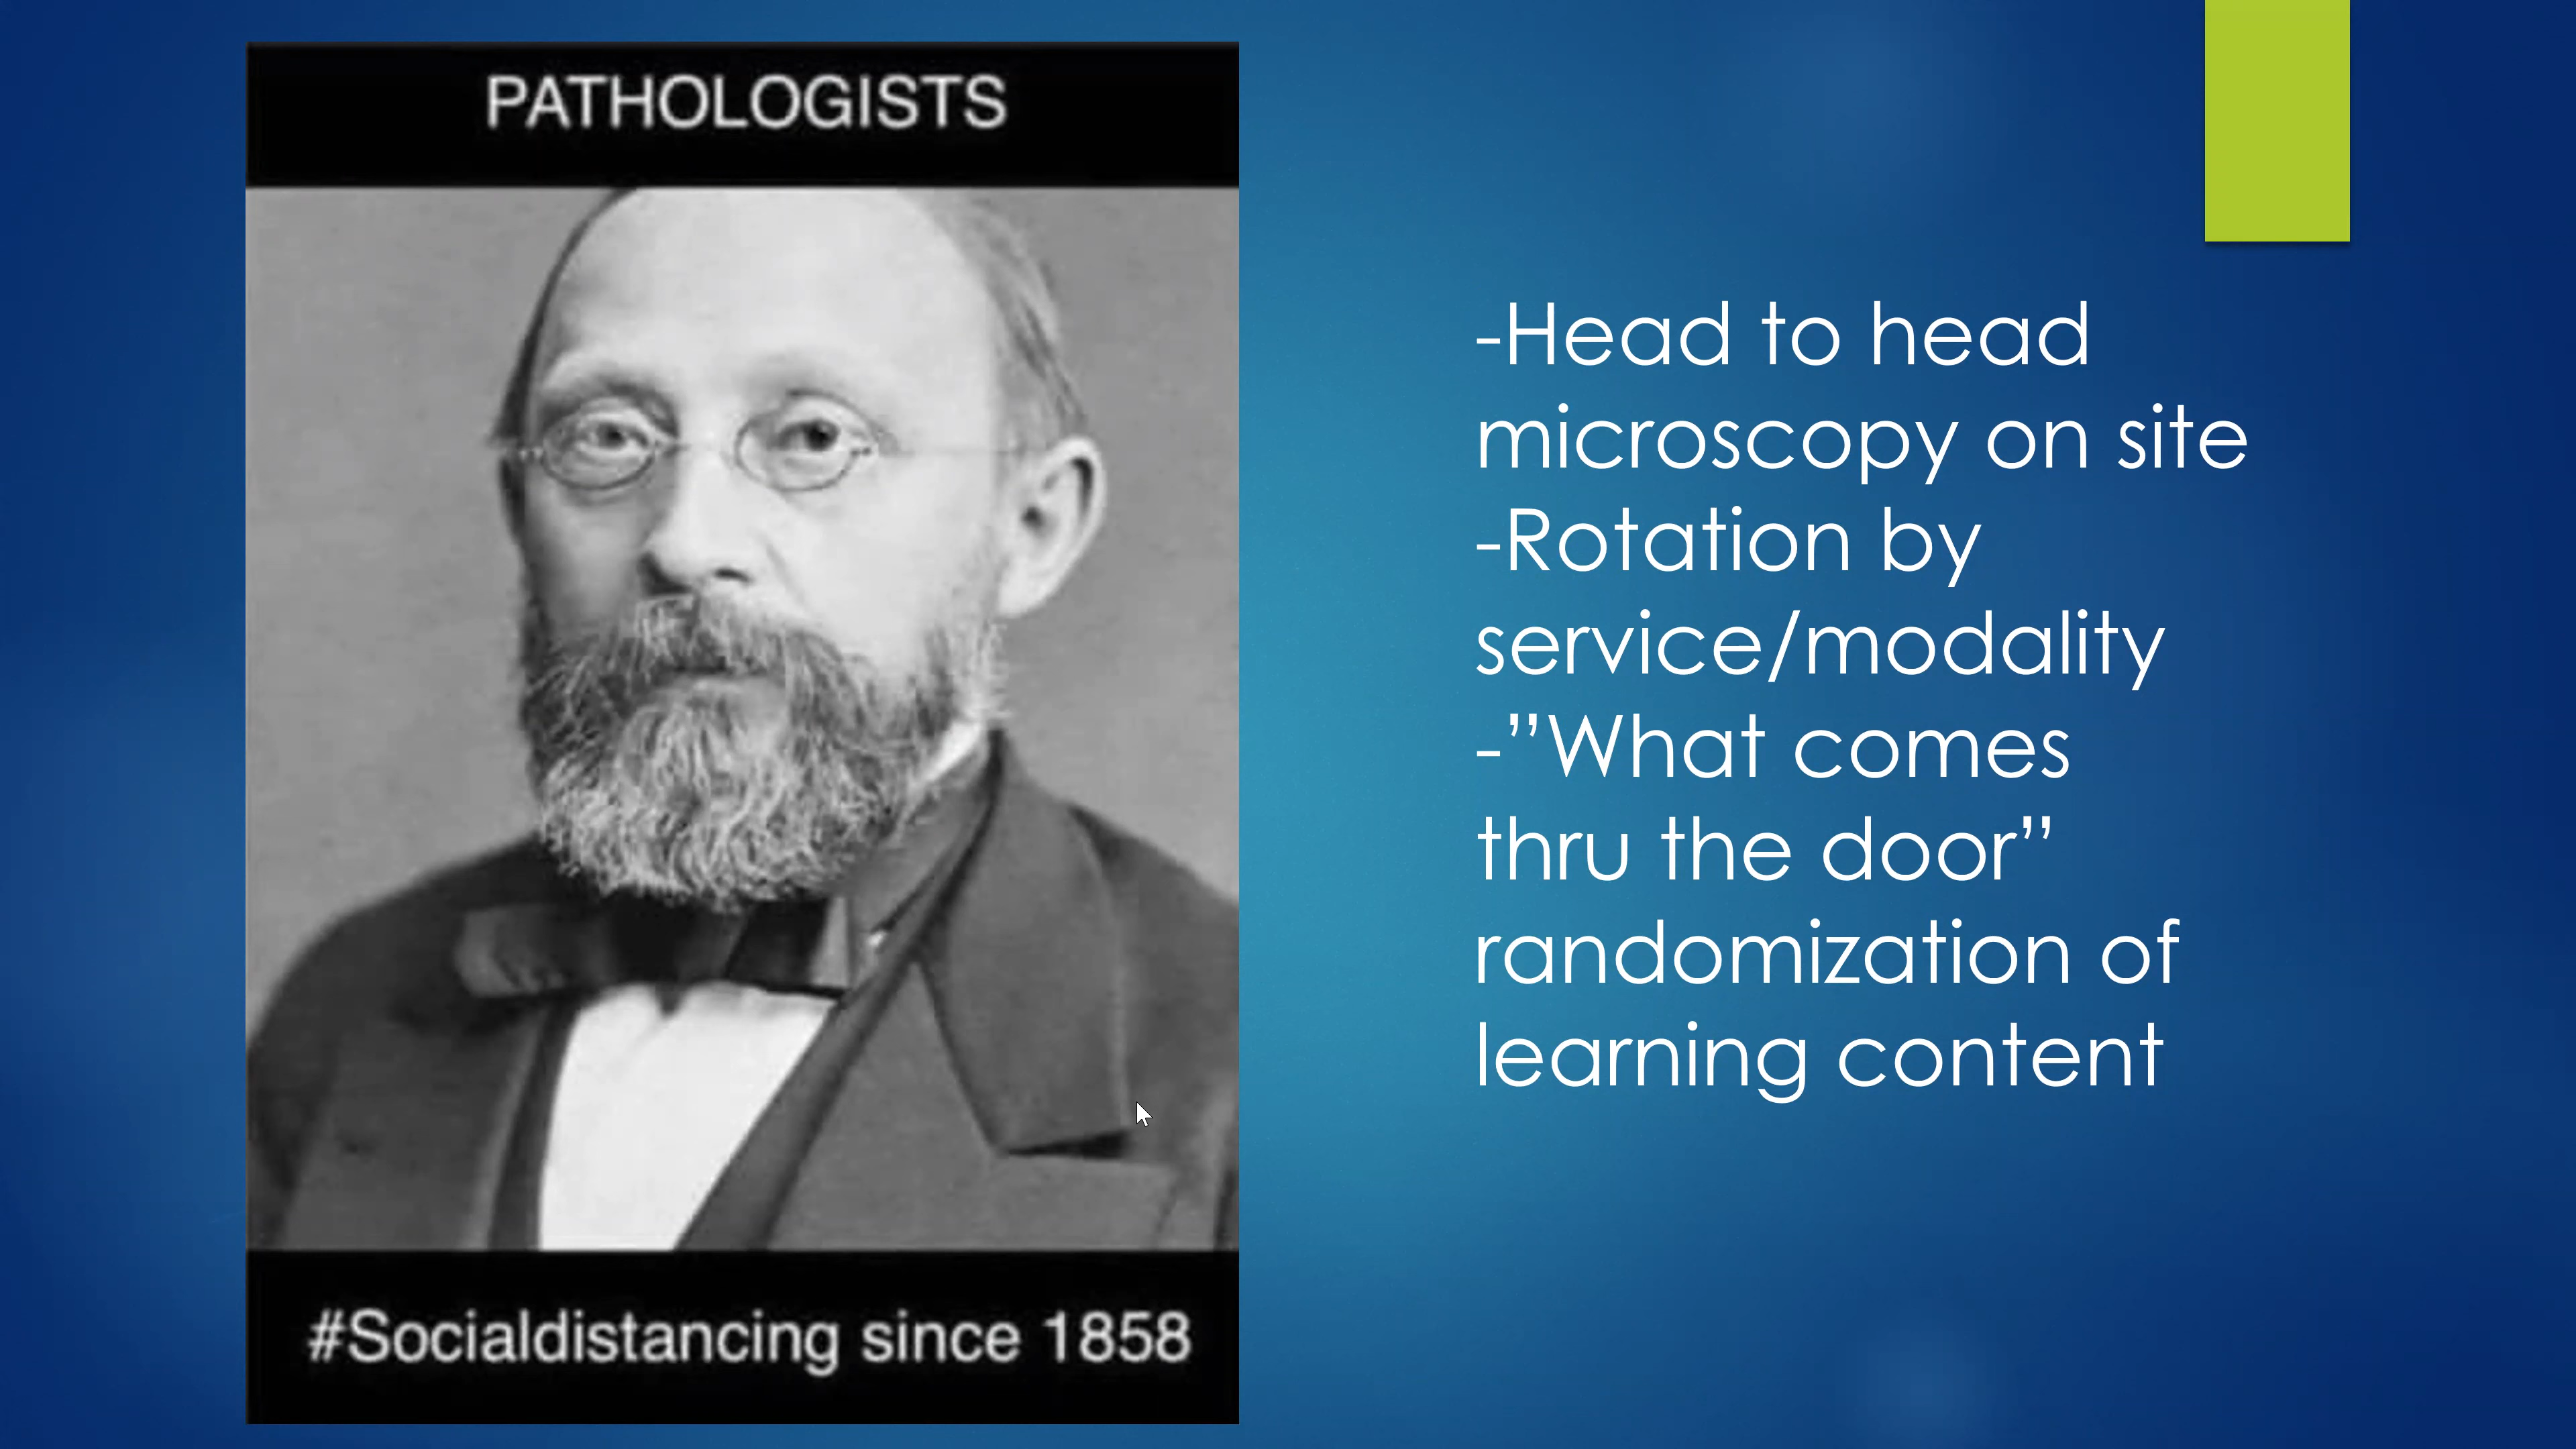 PATHOLOGISTS
#Socialdistancing since 1858
-Head to head
microscopy on site
-Rotation by
service/modality
-”What comes
thru the door”
randomization of
learning content